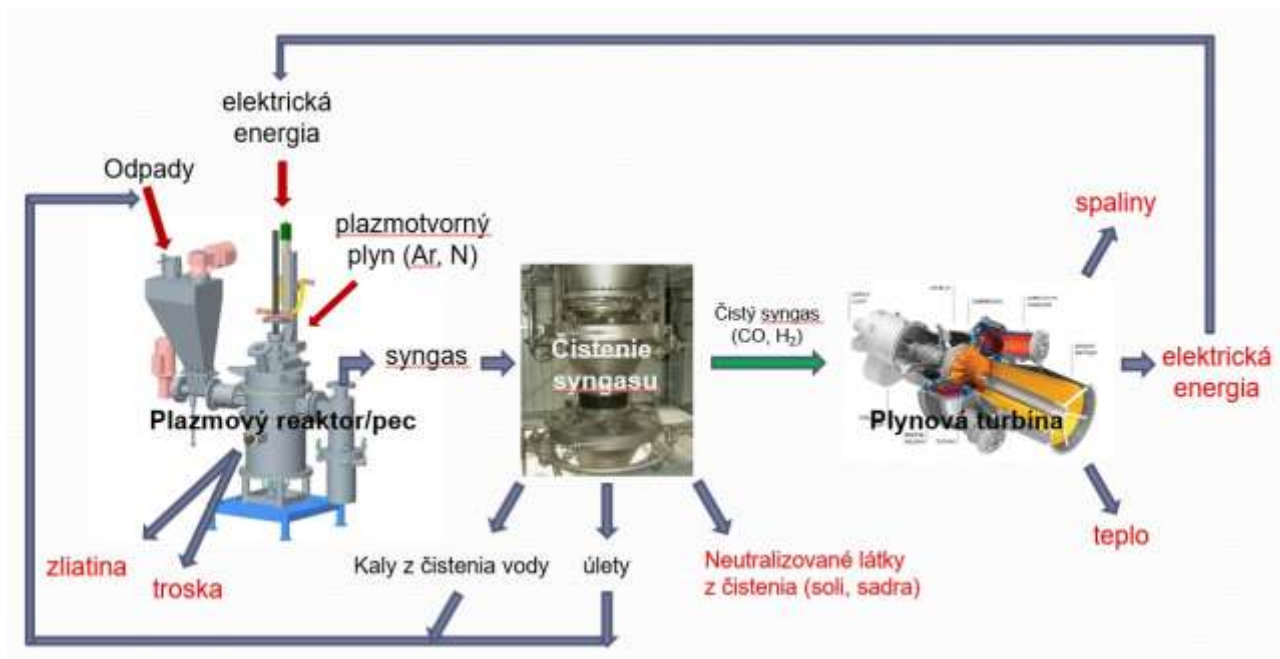 elektrická
energia
Odpady
plazmotvorný
plyn (Ar, N)
spaliny
Čistý syngas
(CO, H₂)
syngas
Čistenie
syngasu
elektrická
energia
Plazmový reaktor/pec
Plynová turbína
zliatina
troska
Kaly z čistenia vody
úlety
Neutralizované látky
z čistenia (soli, sadra)
teplo